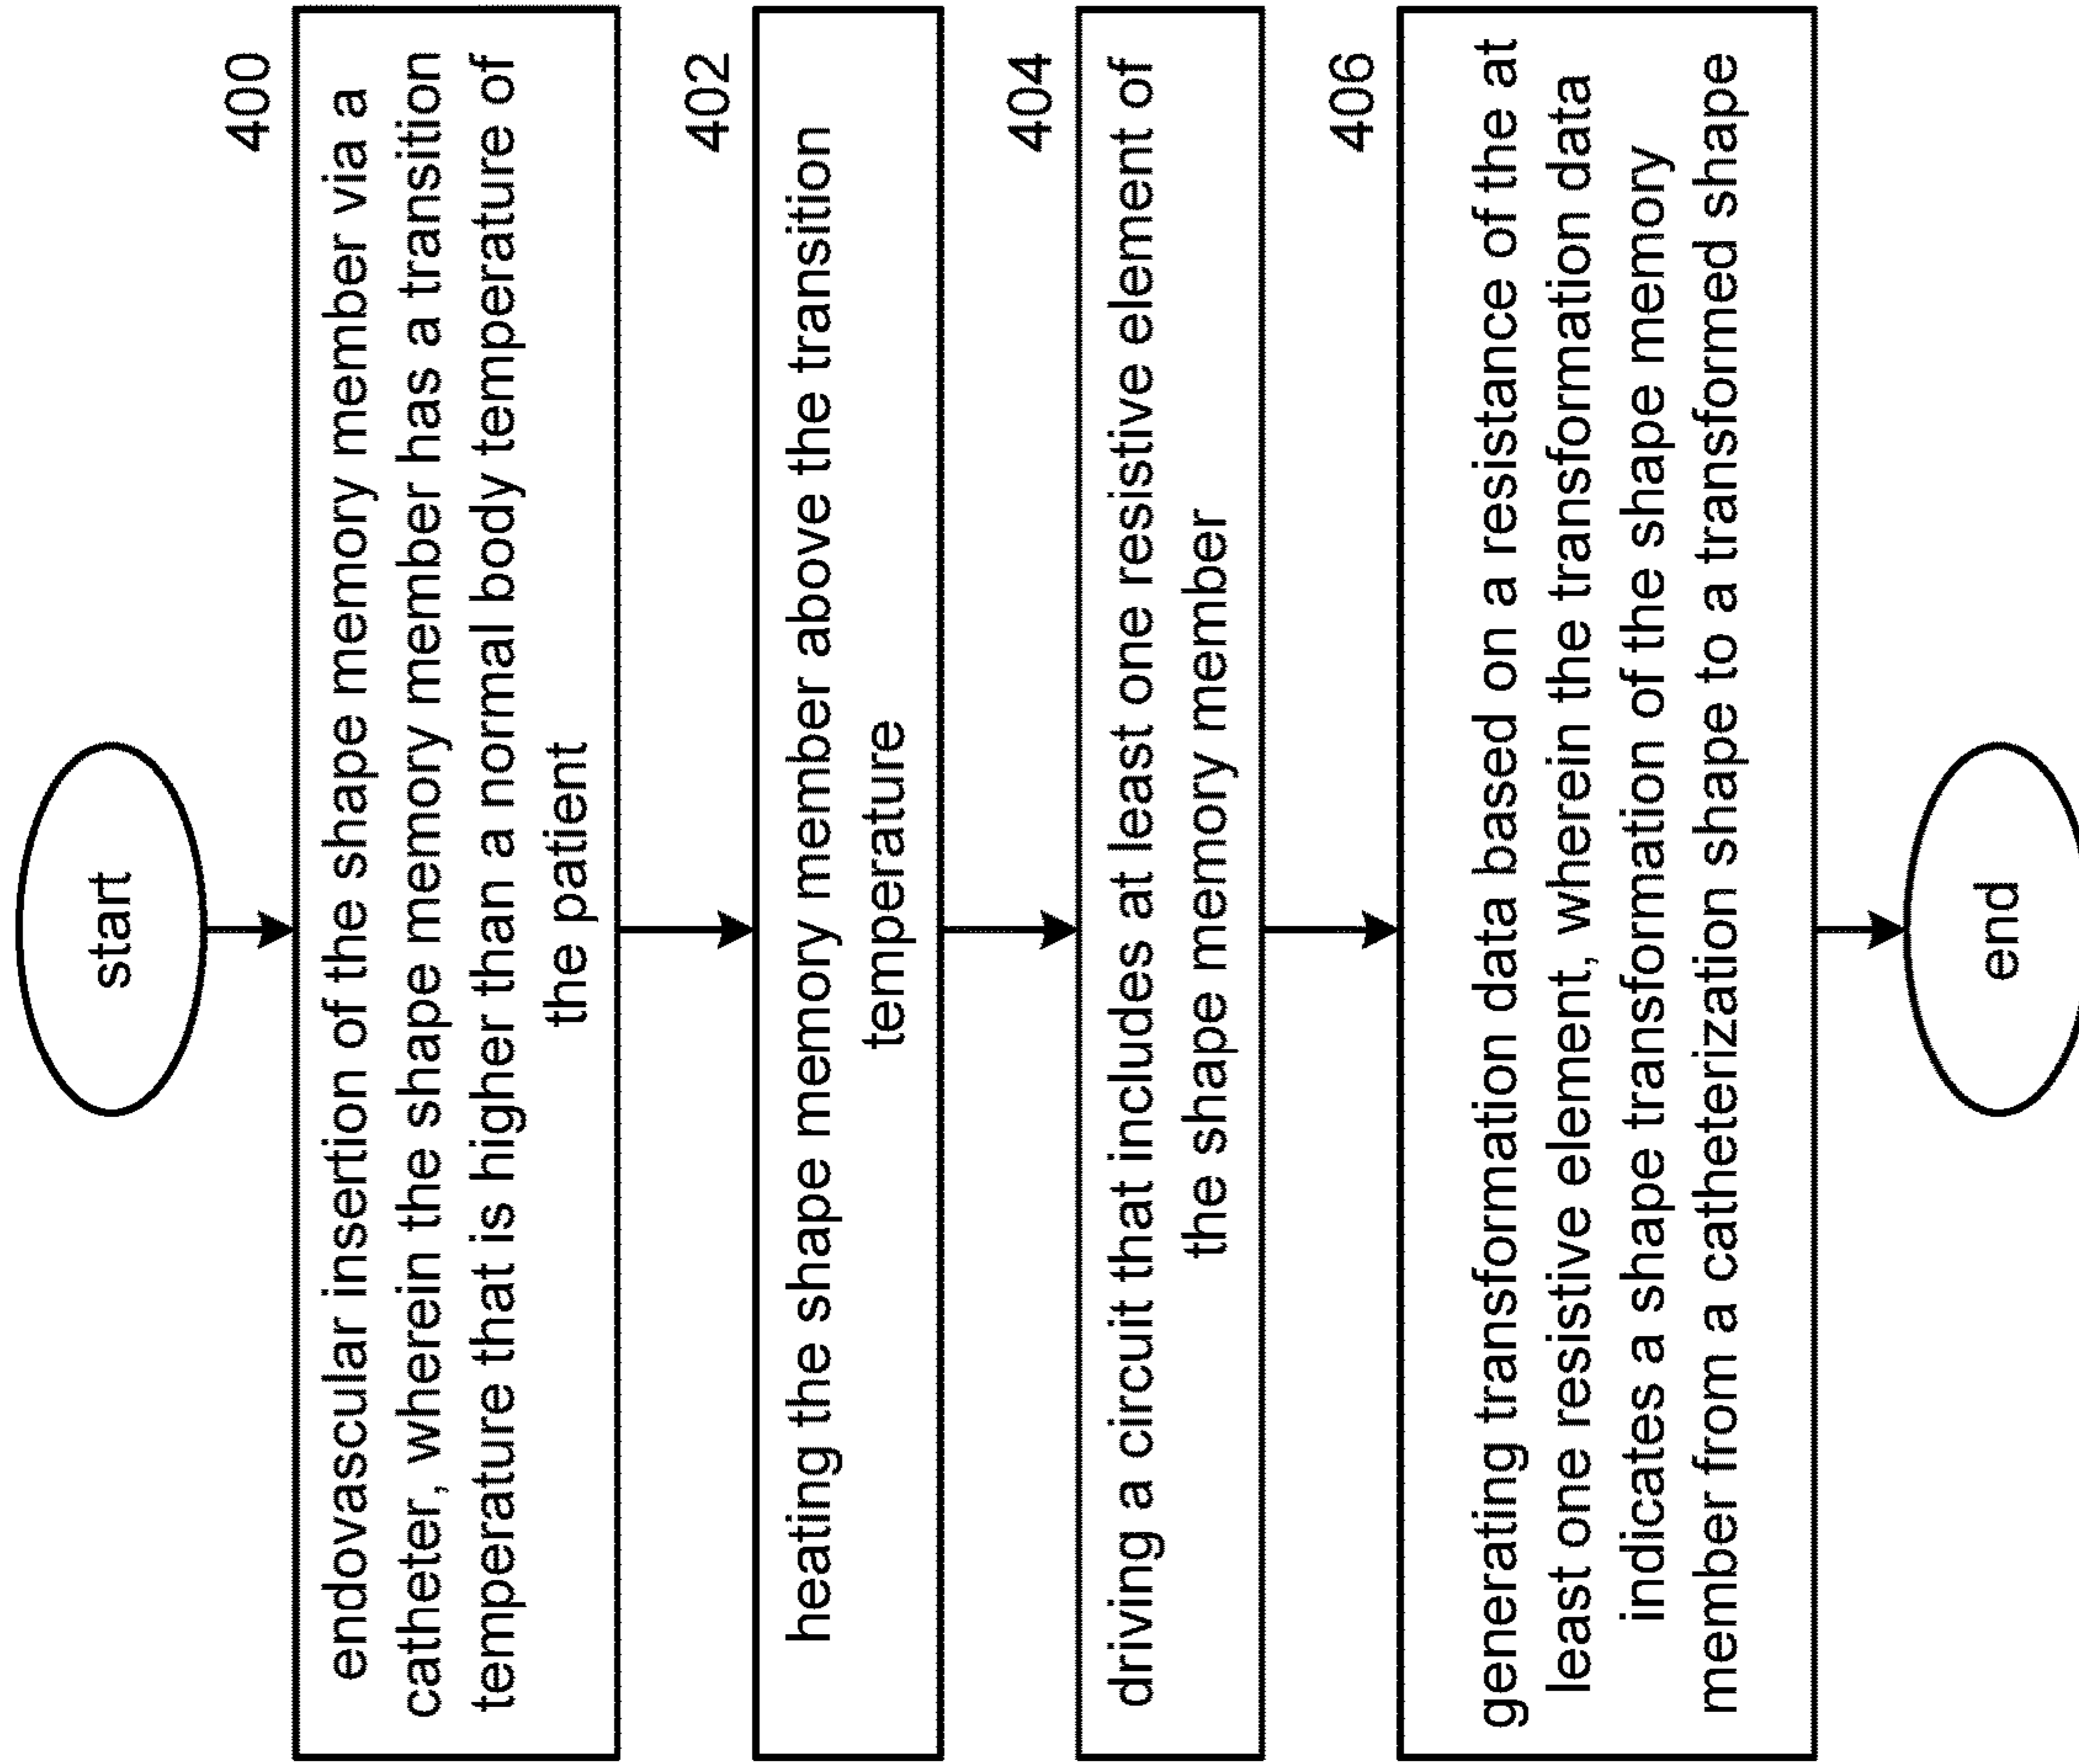 start
400
endovascular insertion of the shape memory member via a
catheter, wherein the shape memory member has a transition
temperature that is higher than a normal body temperature of
the patient
402
heating the shape memory member above the transition
temperature
404
driving a circuit that includes at least one resistive element of
the shape memory member
406
generating transformation data based on a resistance of the at
least one resistive element, wherein the transformation data
indicates a shape transformation of the shape memory
member from a catheterization shape to a transformed shape
end